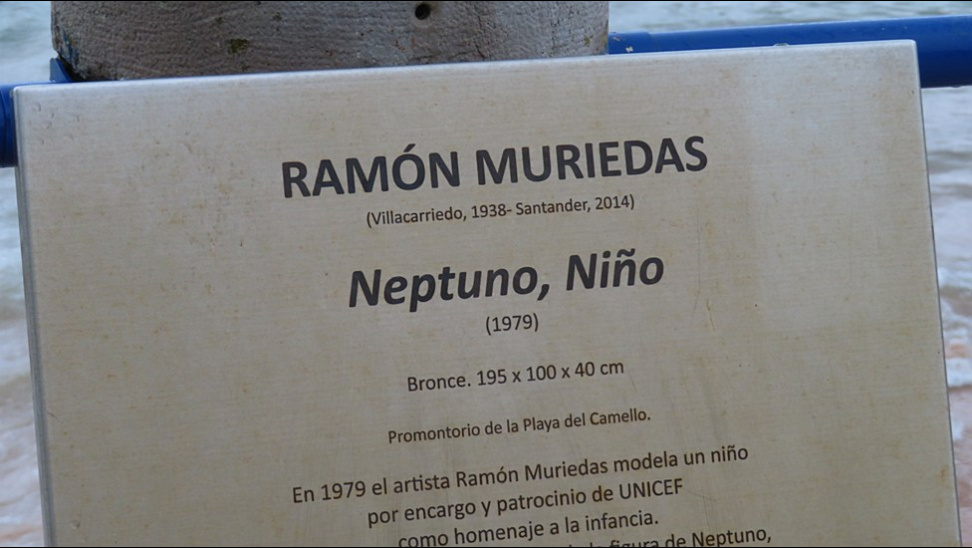 RAMÓN MURIEDAS
(Villacarriedo, 1938- Santander, 2014)
Neptuno, Niño
(1979)
Bronce. 195 x 100 x 40 cm
Promontorio de la Playa del Camello.
En 1979 el artista Ramón Muriedas modela un niño
por encargo y patrocinio de UNICEF
como homenaje a la infancia.
figura de Neptuno,